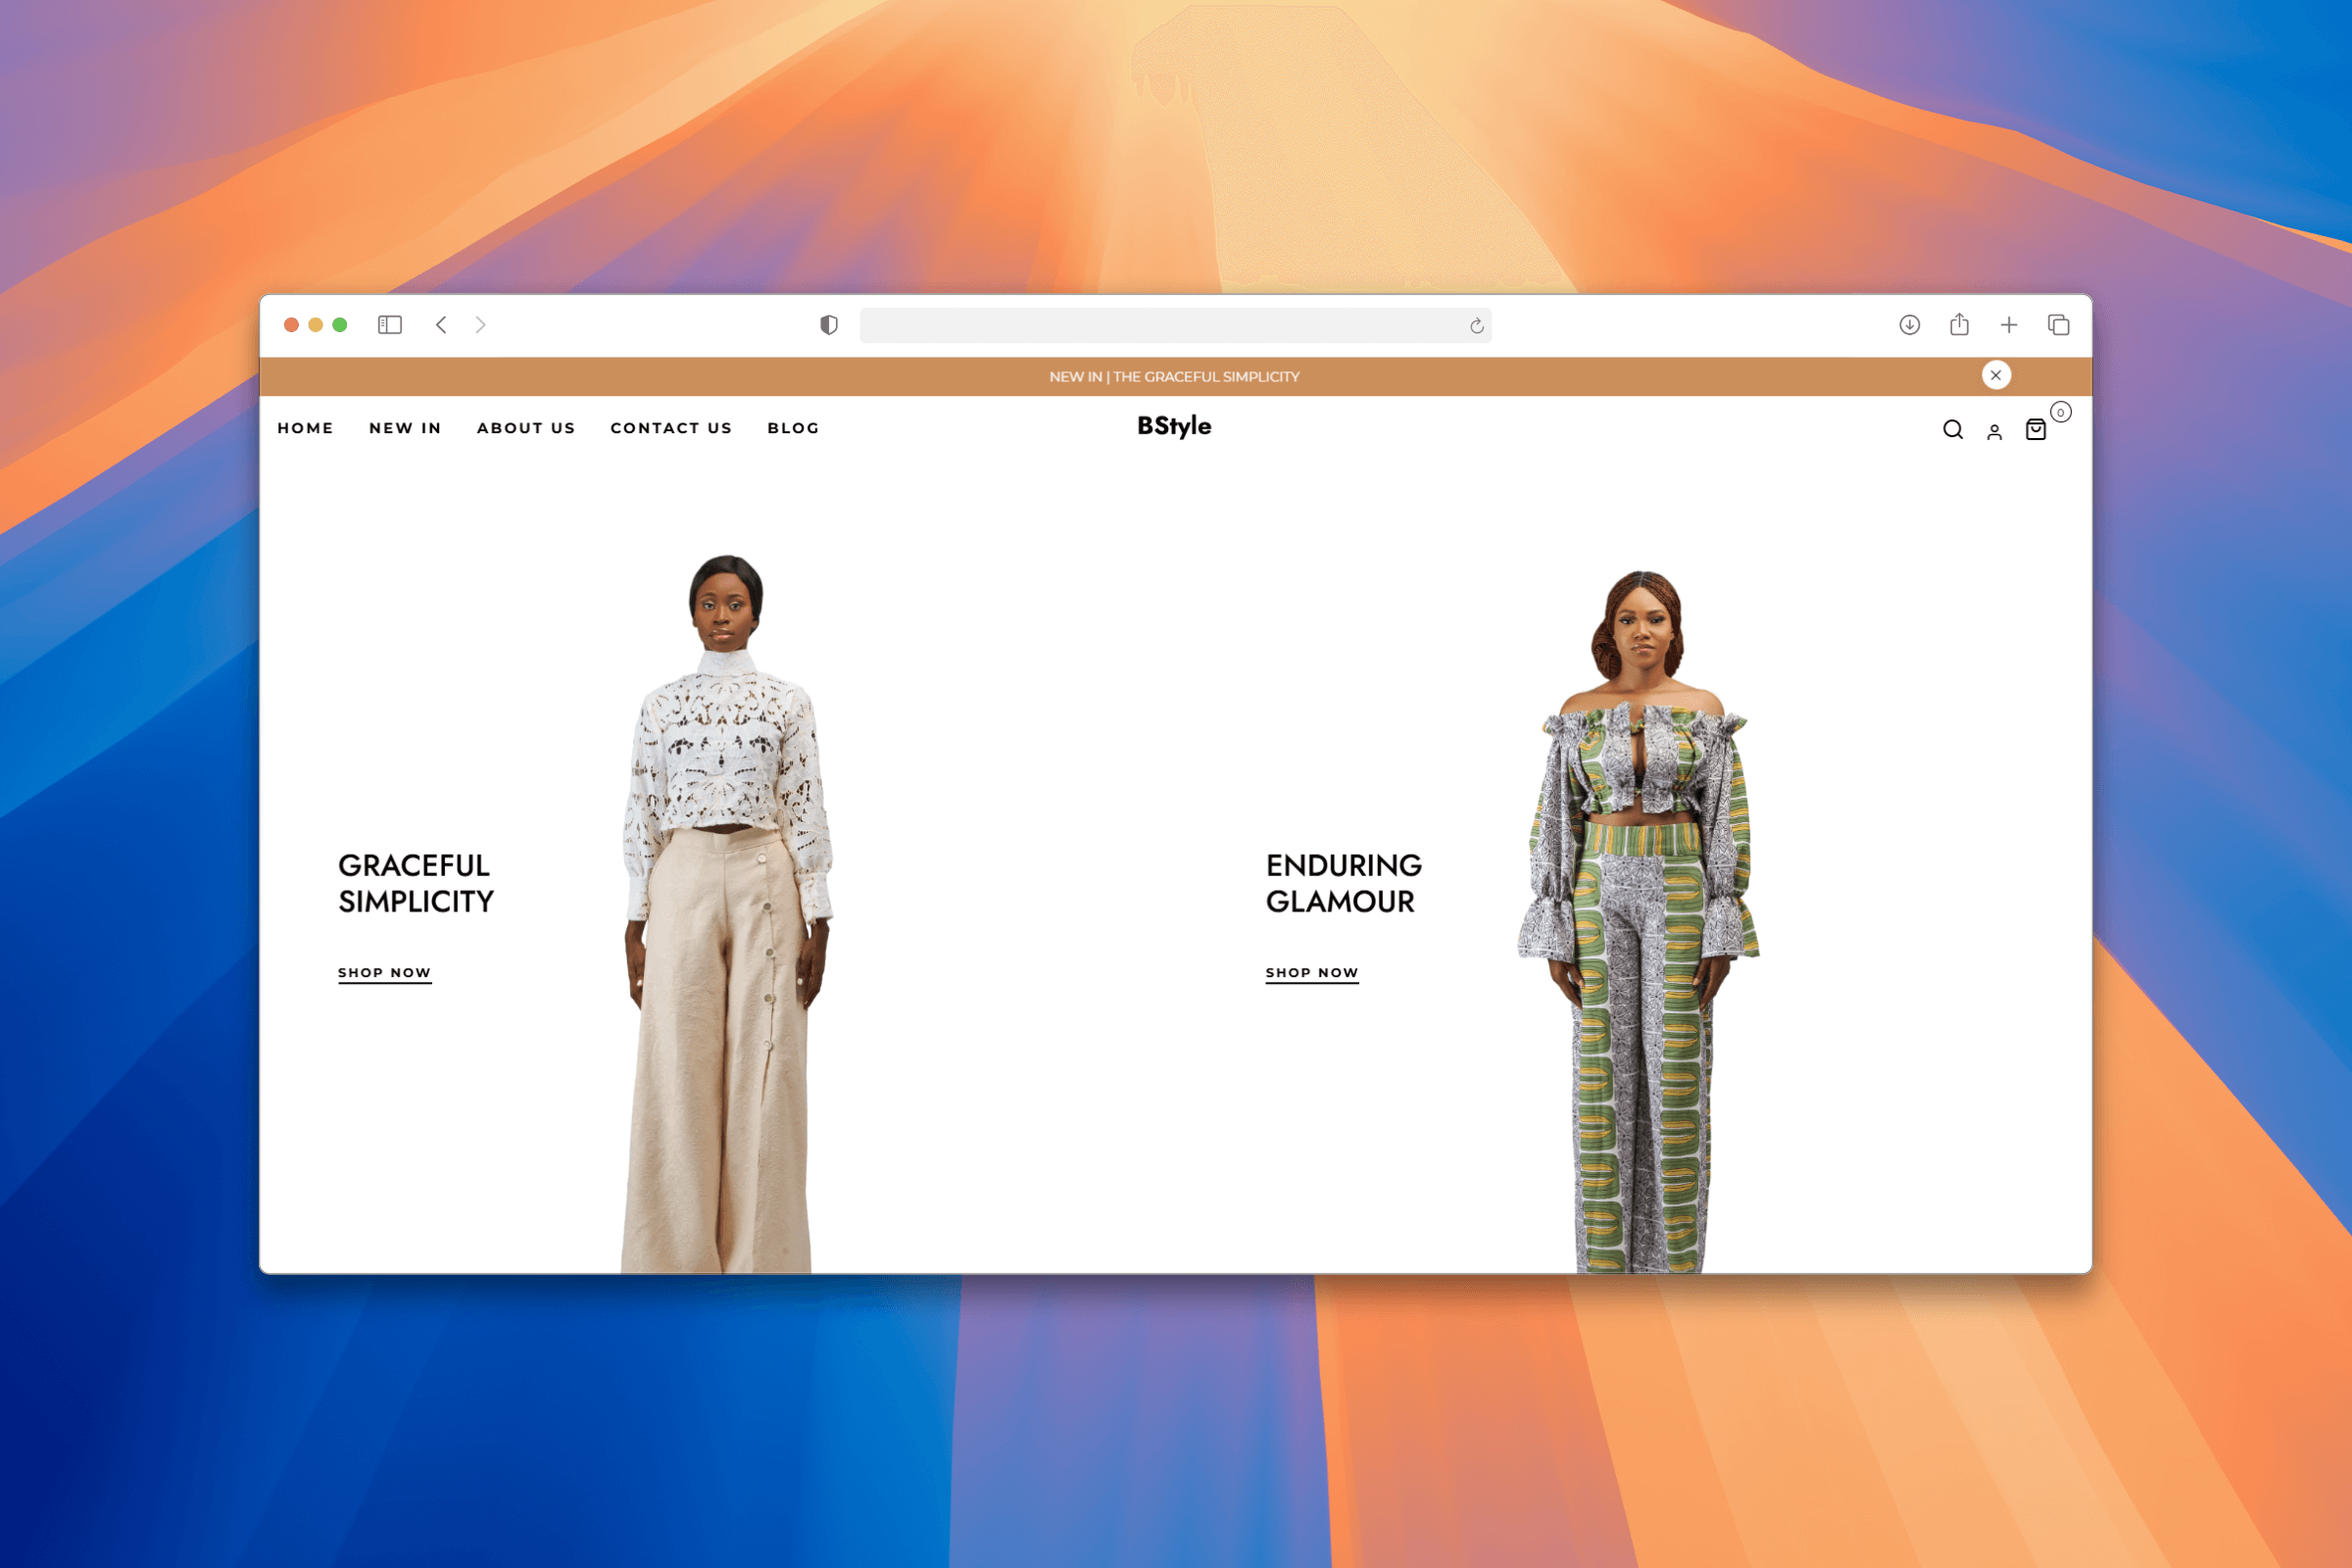 NEW IN | THE GRACEFUL SIMPLICITY
HOME NEW IN ABOUT US CONTACT US BLOG
BStyle
0
GRACEFUL
SIMPLICITY
SHOP NOW
ENDURING
GLAMOUR
SHOP NOW